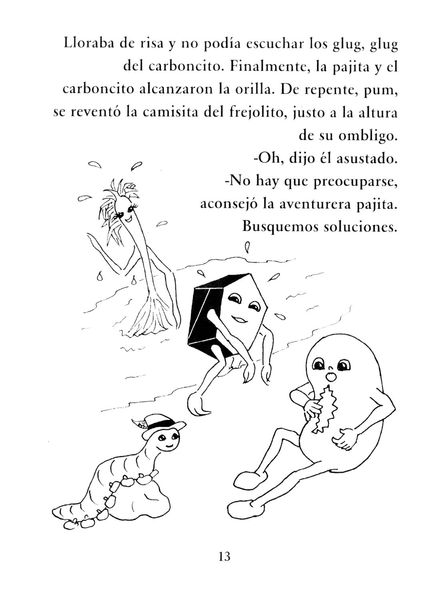 Lloraba de risa y no podía escuchar los glug, glug
del carboncito. Finalmente, la pajita y el
carboncito alcanzaron la orilla. De repente, pum,
se reventó la camisita del frejolito, justo a la altura
de su ombligo.
-Oh, dijo él asustado.
-No hay que preocuparse,
aconsejó la aventurera pajita.
Busquemos soluciones.
13